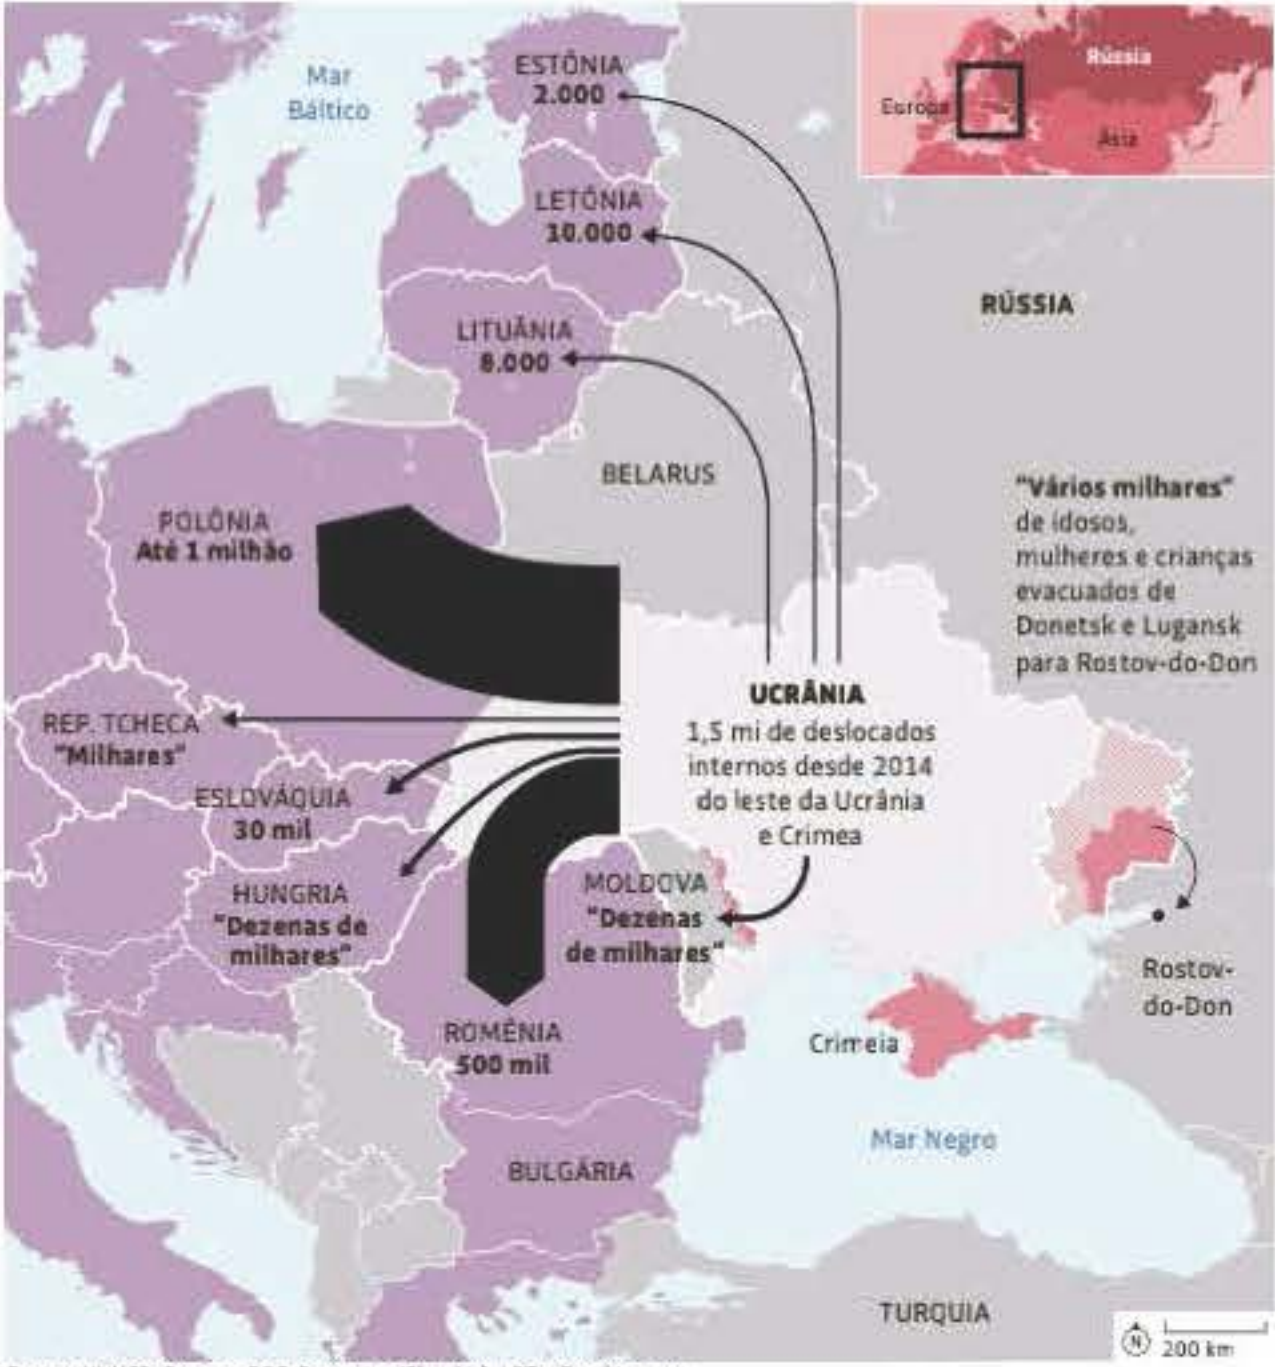 Mar
Báltico
ESTÔNIA
2.000
Rússia
Europa
Ásia
LETÔNIA
10.000
RÚSSIA
LITUÂNIA
8.000
BELARUS
"Vários milhares"
de idosos,
mulheres e crianças
evacuados de
Donetsk e Lugansk
para Rostov-do-Don
POLÔNIA
Até 1 milhão
UCRÂNIA
1,5 mi de deslocados
internos desde 2014
do leste da Ucrânia
e Crimea
REP. TCHECA
"Milhares"
ESLOVÁQUIA
30 mil
HUNGRIA
"Dezenas de
milhares"
MOLDOVA
"Dezenas
de milhares"
Rostov-
do-Don
ROMÊNIA
500 mil
Crimeia
Mar Negro
BULGÁRIA
TURQUIA
N
200 km